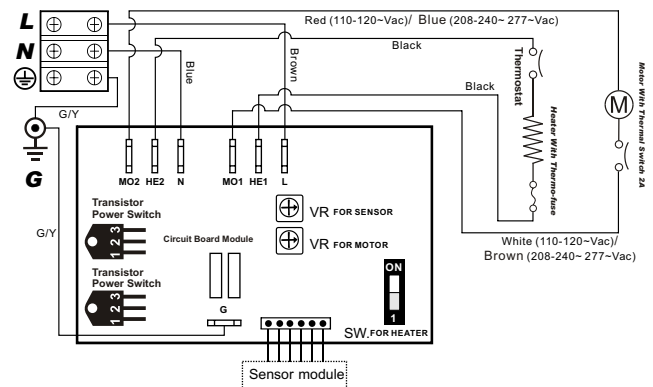 L
N
G
G/Y
G/Y
Blue
Brown
Red (110-120~Vac)/ Blue (208-240~ 277~Vac)
Black
Black
Thermostat
Heater With Thermo-fuse
M
Motor With Thermal Switch 2A
White (110-120~Vac)/
Brown (208-240~ 277~Vac)
MO2 HE2 N MO1 HE1 L
Transistor
Power Switch
1 2 3
Transistor
Power Switch
1 2 3
Circuit Board Module
G
VR FOR SENSOR
VR FOR MOTOR
ON
1
SW. FOR HEATER
Sensor module